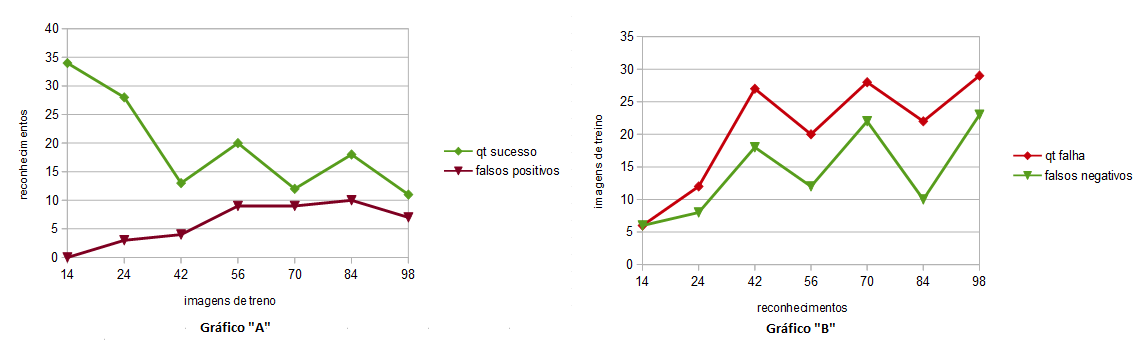 40
35
30
25
20
15
10
5
0
14 24 42 56 70 84 98
reconhecimentos
imagens de treno
qt sucesso
falsos positivos
Gráfico "A"
35
30
25
20
15
10
5
0
14 24 42 56 70 84 98
imagens de treino
reconhecimentos
qt falha
falsos negativos
Gráfico "B"